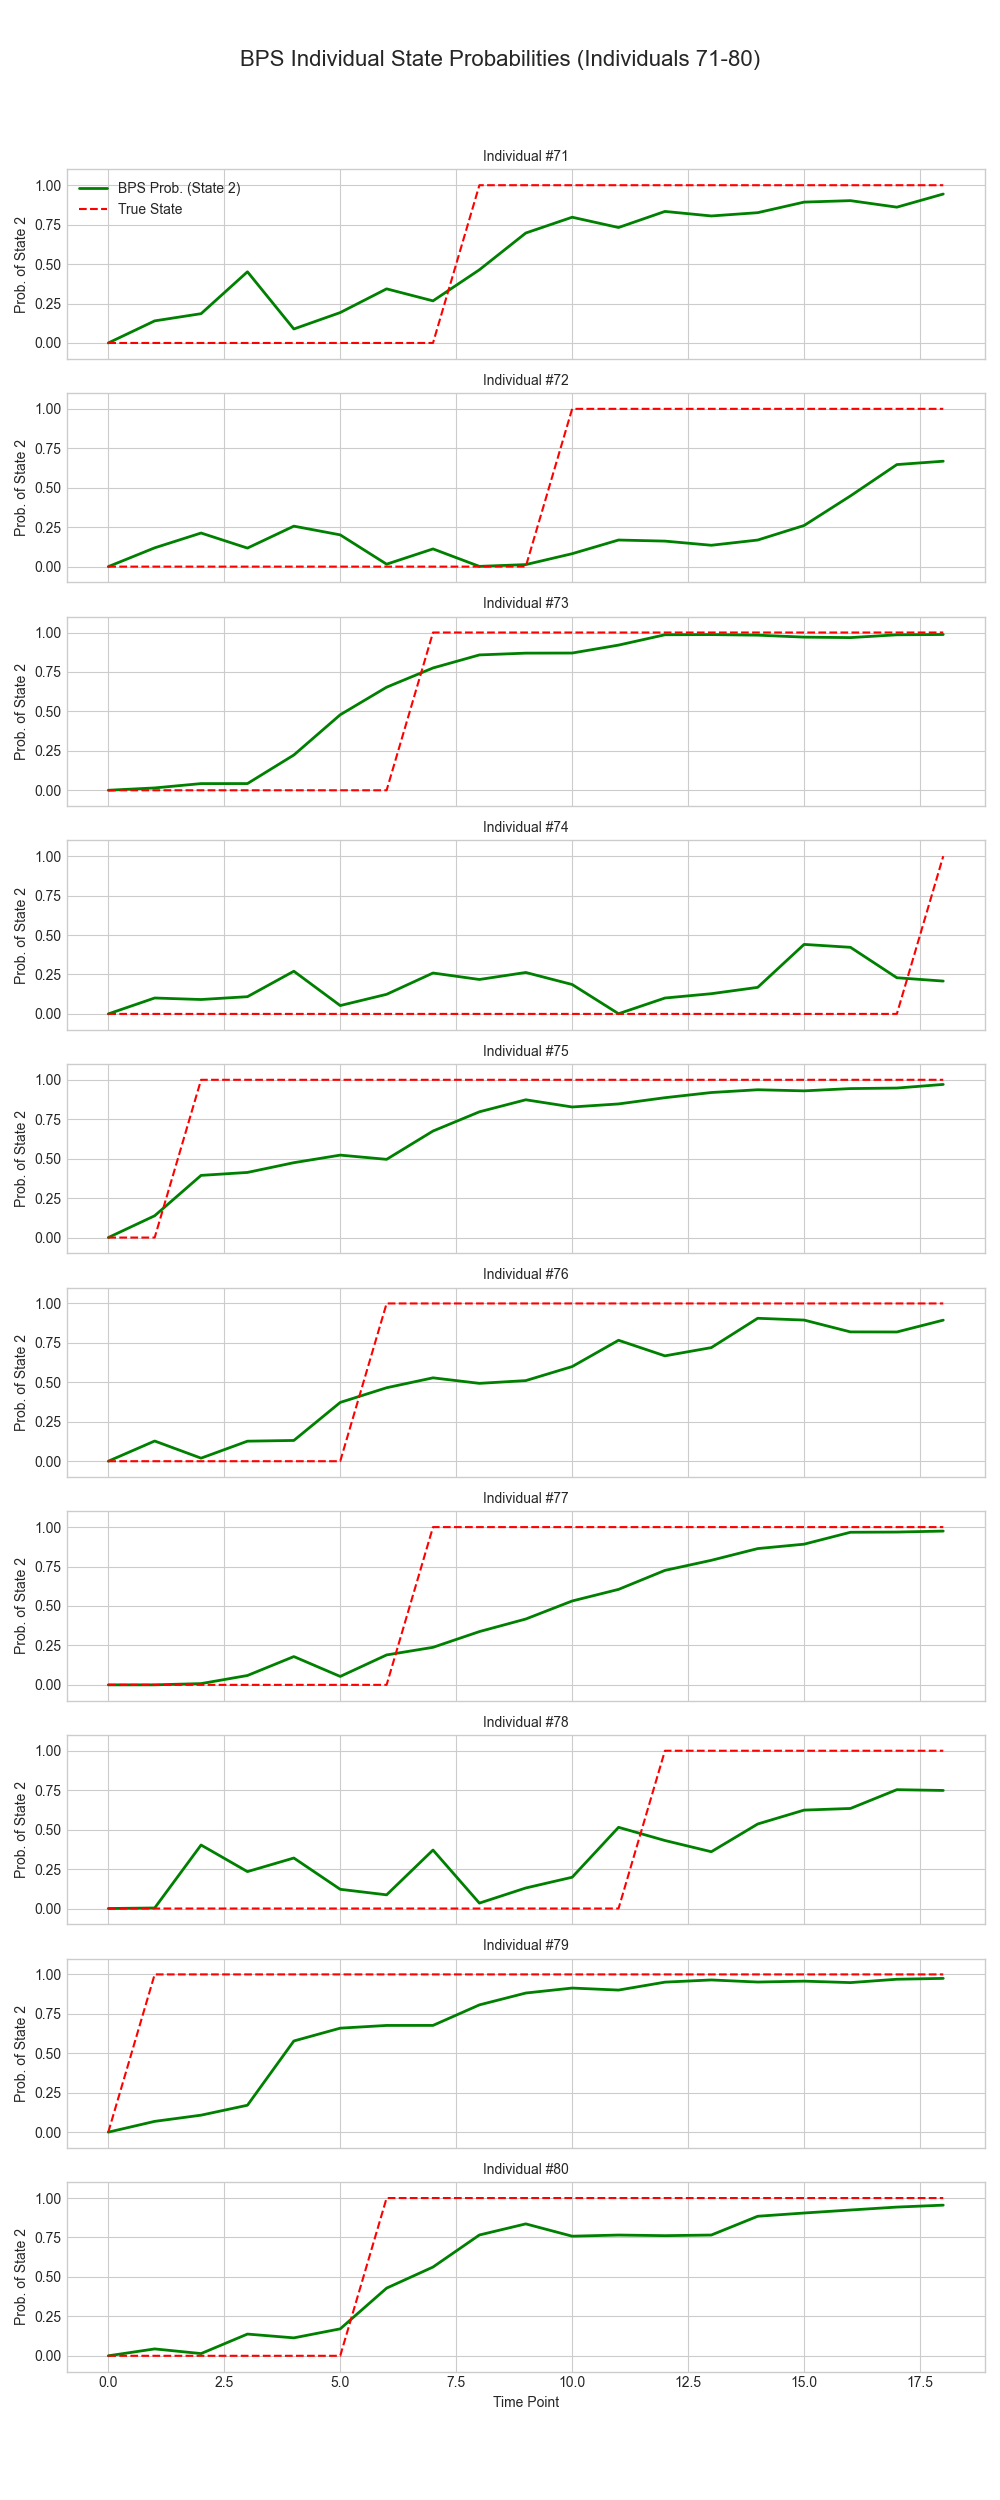 BPS Individual State Probabilities (Individuals 71-80)
Individual #71
BPS Prob. (State 2)
True State
1.00
0.75
0.50
0.25
0.00
Prob. of State 2
Individual #72
1.00
0.75
0.50
0.25
0.00
Prob. of State 2
Individual #73
1.00
0.75
0.50
0.25
0.00
Prob. of State 2
Individual #74
1.00
0.75
0.50
0.25
0.00
Prob. of State 2
Individual #75
1.00
0.75
0.50
0.25
0.00
Prob. of State 2
Individual #76
1.00
0.75
0.50
0.25
0.00
Prob. of State 2
Individual #77
1.00
0.75
0.50
0.25
0.00
Prob. of State 2
Individual #78
1.00
0.75
0.50
0.25
0.00
Prob. of State 2
Individual #79
1.00
0.75
0.50
0.25
0.00
Prob. of State 2
Individual #80
1.00
0.75
0.50
0.25
0.00
Prob. of State 2
0.0 2.5 5.0 7.5 10.0 12.5 15.0 17.5
Time Point